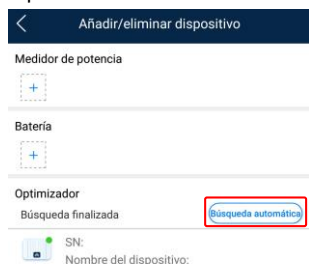 Añadir/eliminar dispositivo
Medidor de potencia
+
Batería
+
Optimizador
Búsqueda finalizada Búsqueda automática
SN:
Nombre del dispositivo: